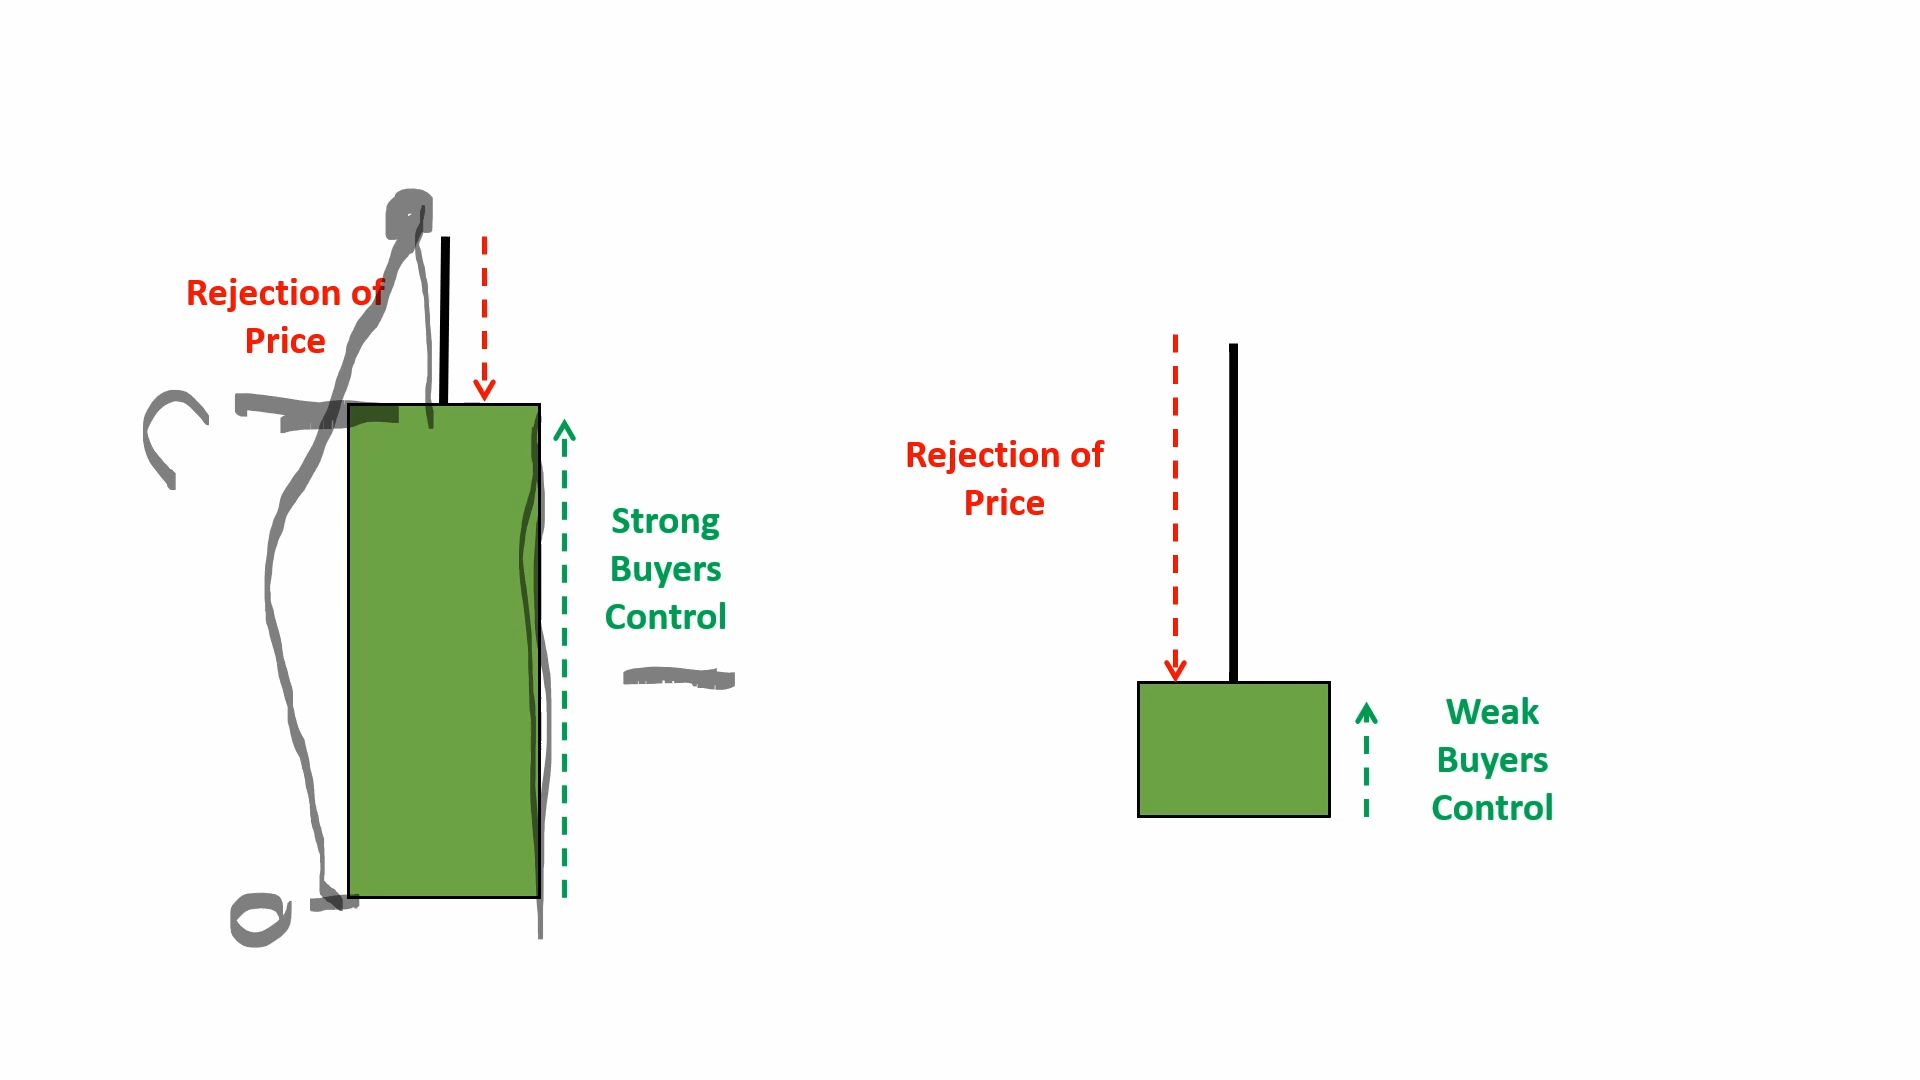 Rejection of
Price
C
Strong
Buyers
Control
O
Rejection of
Price
Weak
Buyers
Control